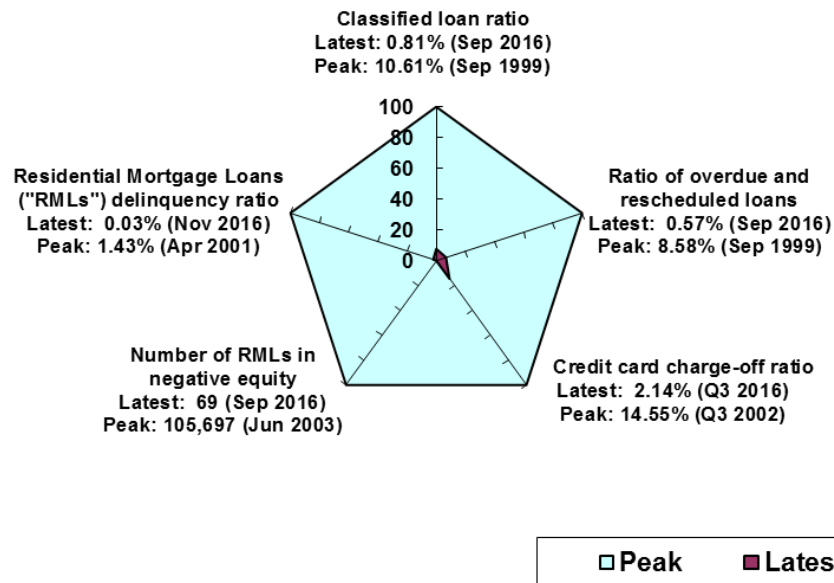 Classified loan ratio
Latest: 0.81% (Sep 2016)
Peak: 10.61% (Sep 1999)
100
80
60
40
20
0
Residential Mortgage Loans
("RMLs") delinquency ratio
Latest: 0.03% (Nov 2016)
Peak: 1.43% (Apr 2001)
Ratio of overdue and
rescheduled loans
Latest: 0.57% (Sep 2016)
Peak: 8.58% (Sep 1999)
Number of RMLs in
negative equity
Latest: 69 (Sep 2016)
Peak: 105,697 (Jun 2003)
Credit card charge-off ratio
Latest: 2.14% (Q3 2016)
Peak: 14.55% (Q3 2002)
Peak Lates